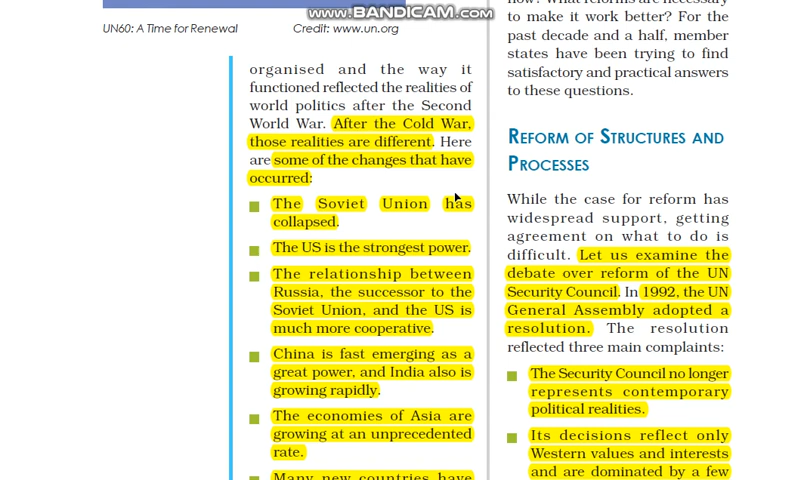 www.BANDICAM.com
UN60: A Time for Renewal
Credit: www.un.org
organised and the way it
functioned reflected the realities of
world politics after the Second
World War. After the Cold War,
those realities are different. Here
are some of the changes that have
occurred:
The Soviet Union has
collapsed.
The US is the strongest power.
The relationship between
Russia, the successor to the
Soviet Union, and the US is
much more cooperative.
China is fast emerging as a
great power, and India also is
growing rapidly.
The economies of Asia are
growing at an unprecedented
rate.
Many new countries have
now? What reforms are necessary
to make it work better? For the
past decade and a half, member
states have been trying to find
satisfactory and practical answers
to these questions.
REFORM OF STRUCTURES AND
PROCESSES
While the case for reform has
widespread support, getting
agreement on what to do is
difficult. Let us examine the
debate over reform of the UN
Security Council. In 1992, the UN
General Assembly adopted a
resolution. The resolution
reflected three main complaints:
The Security Council no longer
represents contemporary
political realities.
Its decisions reflect only
Western values and interests
and are dominated by a few